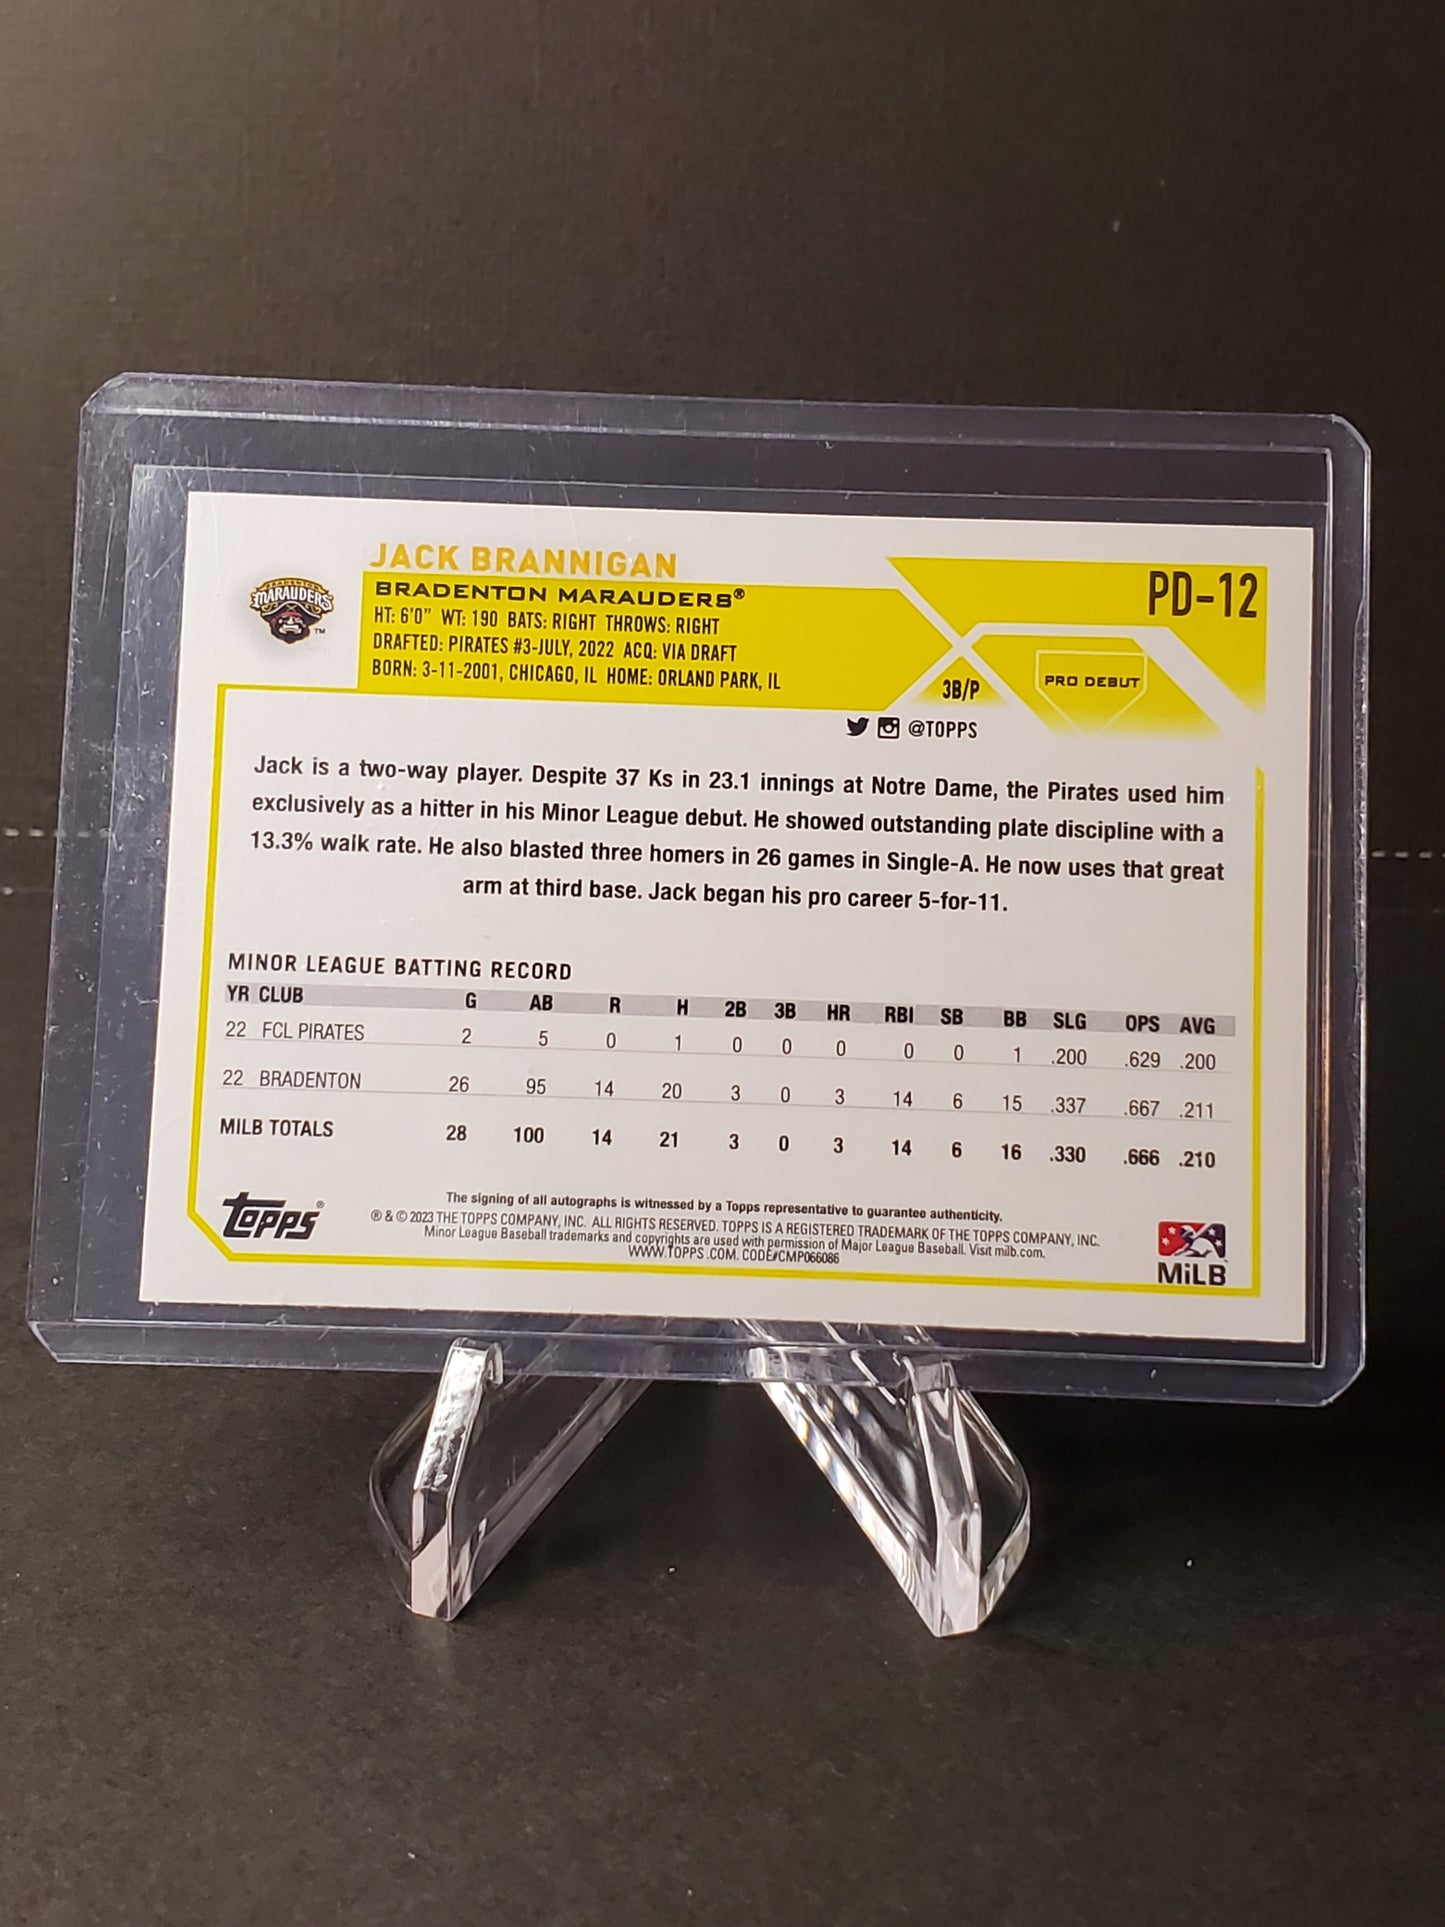 JACK BRANNIGAN
BRADENTON MARAUDERS®
HT: 6'0" WT: 190 BATS: RIGHT THROWS: RIGHT
DRAFTED: PIRATES #3-JULY, 2022 ACQ: VIA DRAFT
BORN: 3-11-2001, CHICAGO, IL HOME: ORLAND PARK, IL
BRADENTON
MARAUDERS
TM
PD-12
3B/P
PRO DEBUT
@TOPPS
Jack is a two-way player. Despite 37 Ks in 23.1 innings at Notre Dame, the Pirates used him
exclusively as a hitter in his Minor League debut. He showed outstanding plate discipline with a
13.3% walk rate. He also blasted three homers in 26 games in Single-A. He now uses that great
arm at third base. Jack began his pro career 5-for-11.
MINOR LEAGUE BATTING RECORD
YR CLUB G AB R H 2B 3B HR RBI SB BB SLG OPS AVG
22 FCL PIRATES 2 5 0 1 0 0 0 0 0 1 .200 .629 .200
22 BRADENTON 26 95 14 20 3 0 3 14 6 15 .337 .667 .211
MILB TOTALS 28 100 14 21 3 0 3 14 6 16 .330 .666 .210
The signing of all autographs is witnessed by a Topps representative to guarantee authenticity.
® & © 2023 THE TOPPS COMPANY, INC. ALL RIGHTS RESERVED. TOPPS IS A REGISTERED TRADEMARK OF THE TOPPS COMPANY, INC.
Minor League Baseball trademarks and copyrights are used with permission of Major League Baseball. Visit milb.com.
WWW.TOPPS.COM. CODE#CMP066086
TOPPS®
MiLB